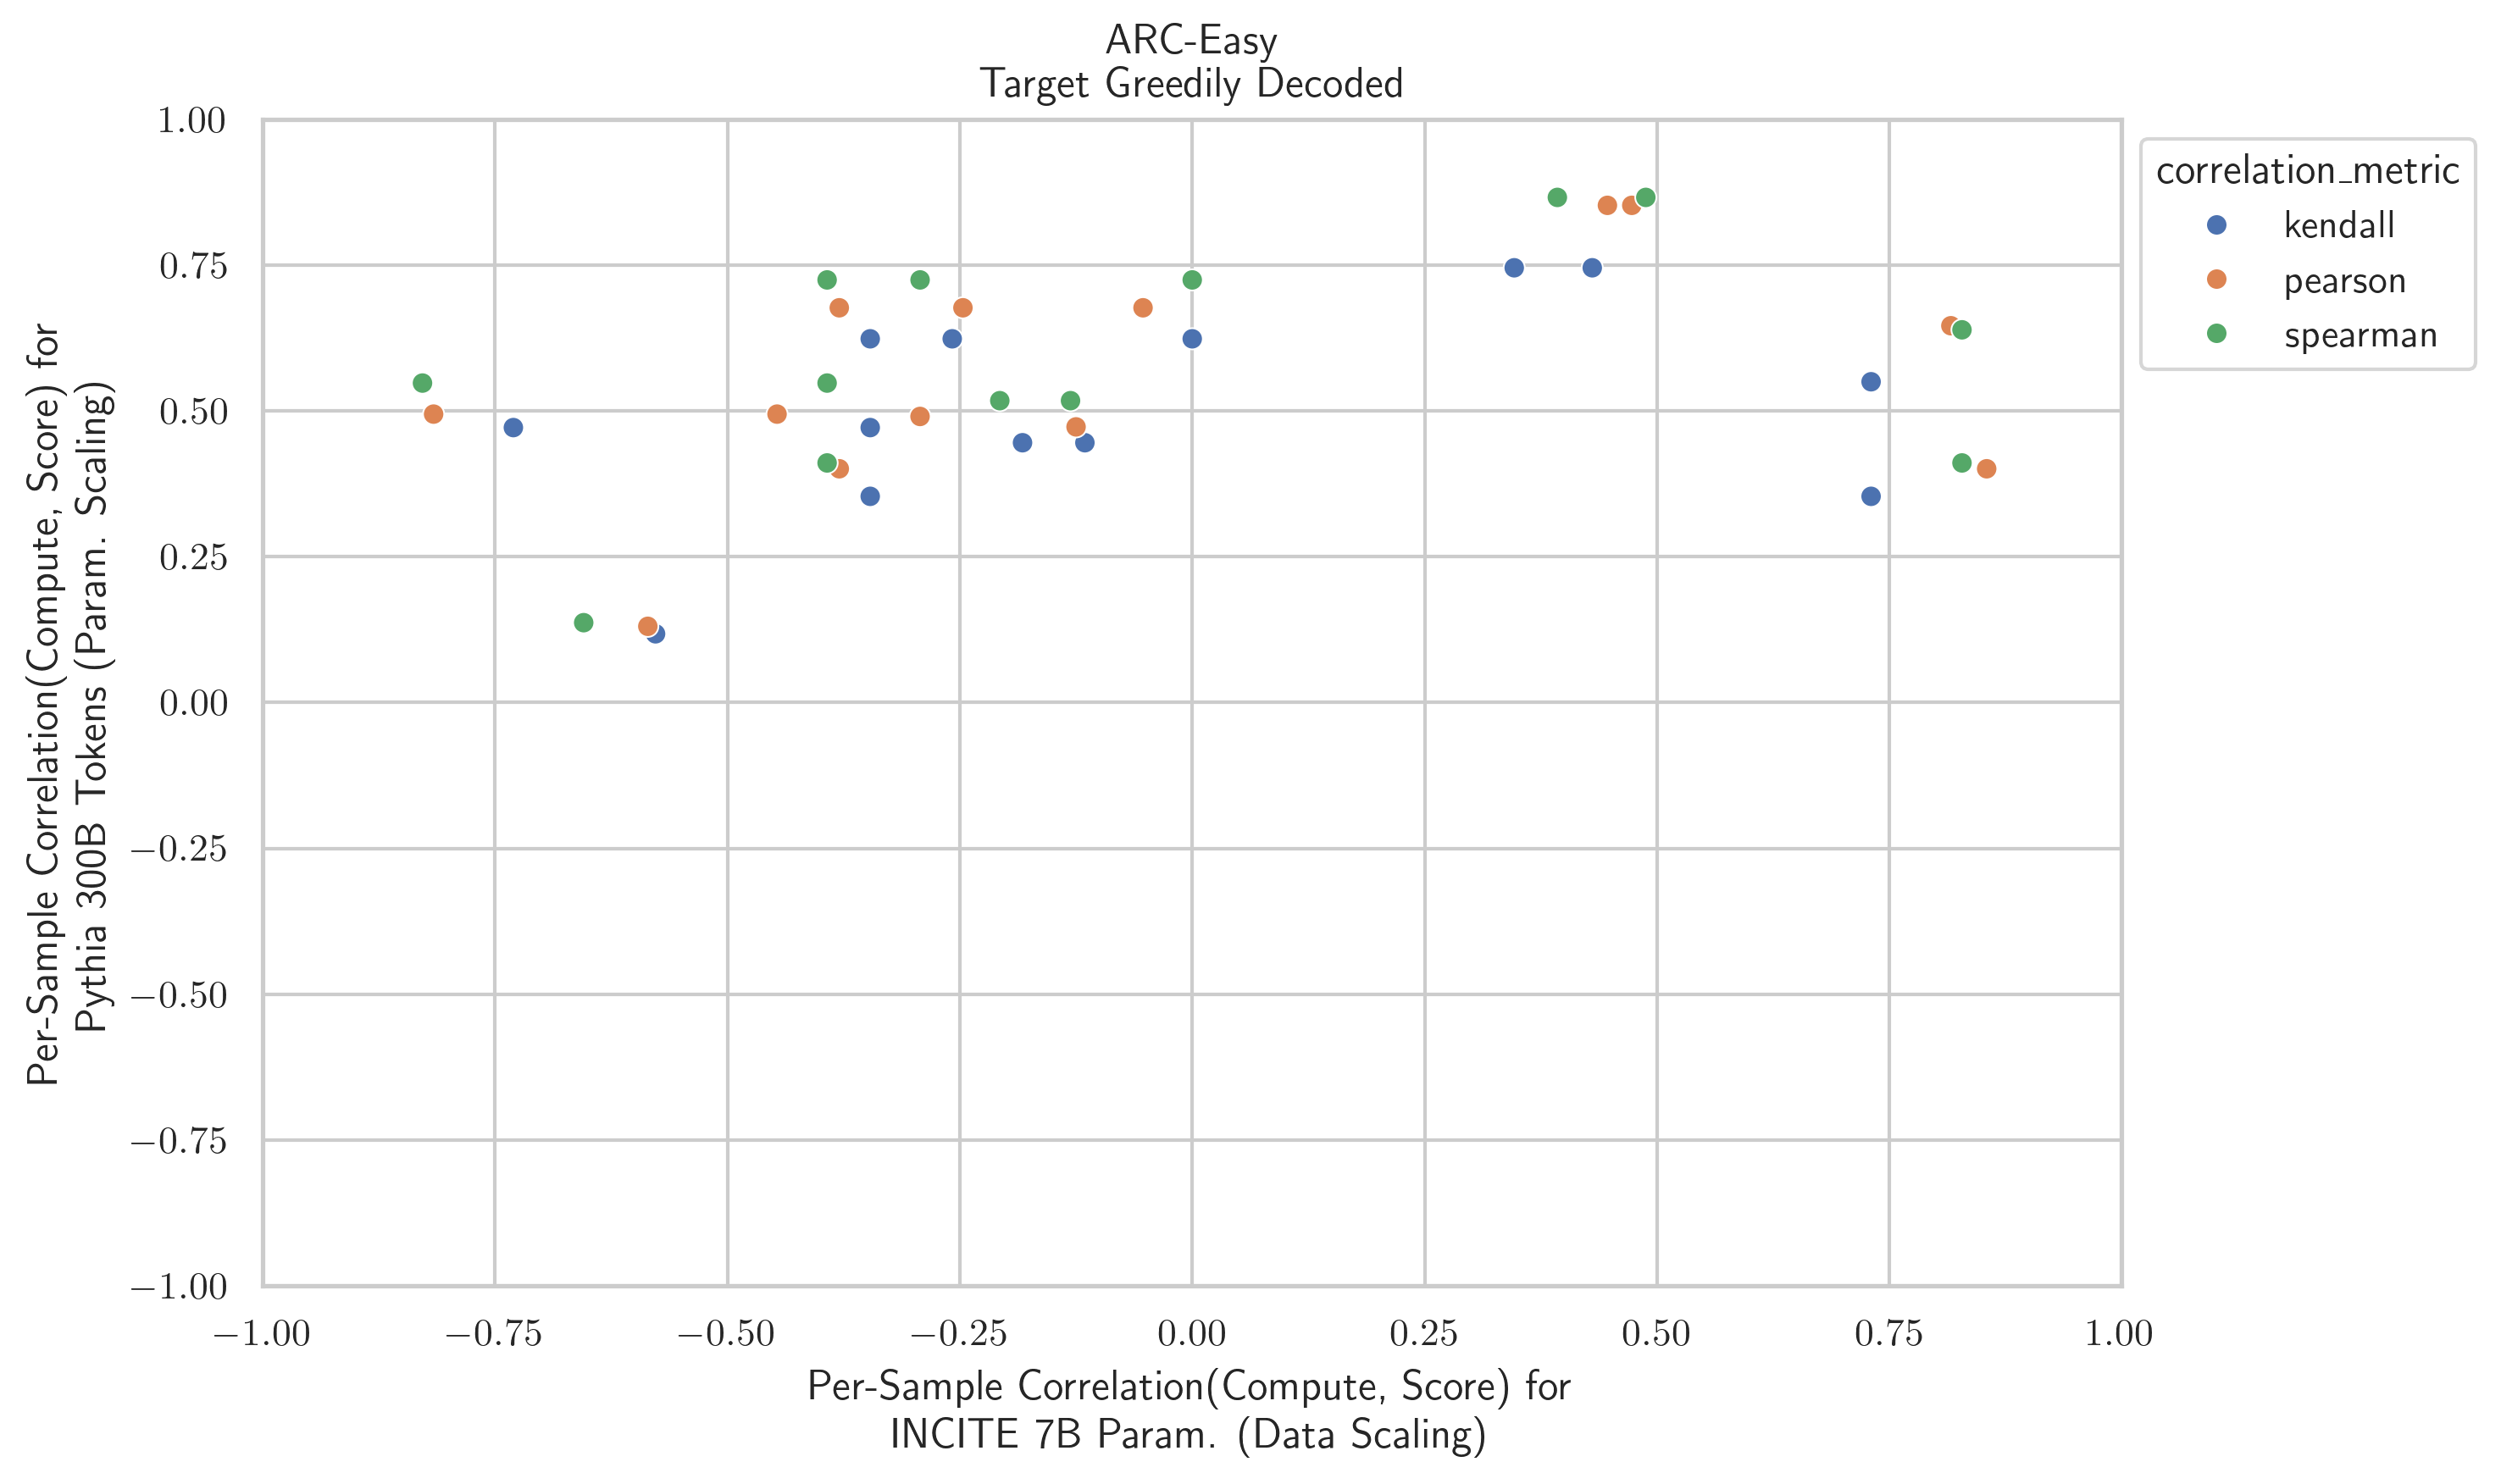 ARC-Easy
Target Greedily Decoded
Per-Sample Correlation(Compute, Score) for
Pythia 300B Tokens (Param. Scaling)
1.00
0.75
0.50
0.25
0.00
−0.25
−0.50
−0.75
−1.00
−1.00 −0.75 −0.50 −0.25 0.00 0.25 0.50 0.75 1.00
Per-Sample Correlation(Compute, Score) for
INCITE 7B Param. (Data Scaling)
correlation_metric
kendall
pearson
spearman